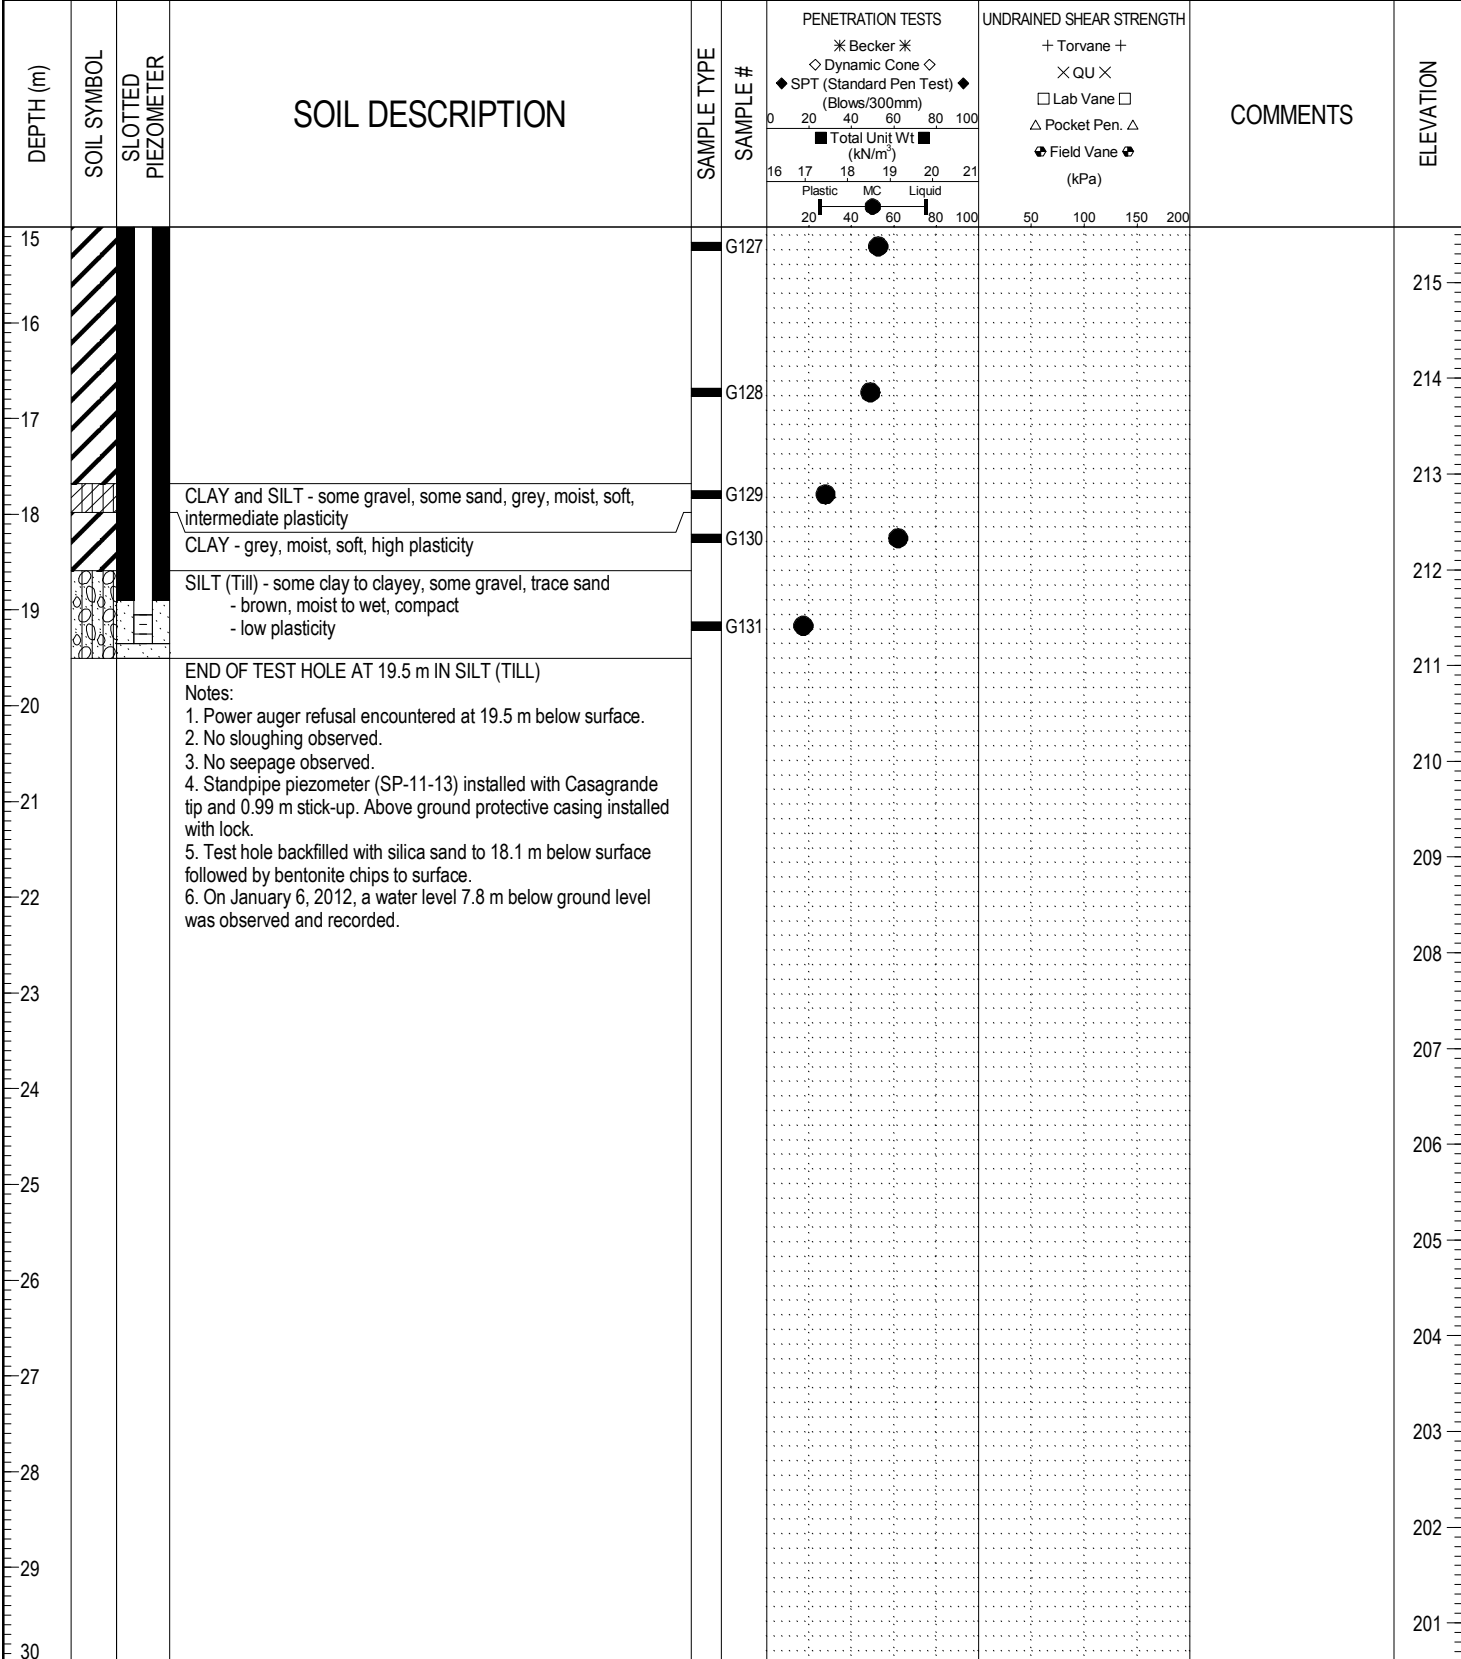 DEPTH (m)
SOIL SYMBOL
SLOTTED
PIEZOMETER
SOIL DESCRIPTION
SAMPLE TYPE
SAMPLE #
PENETRATION TESTS
✳ Becker ✳
◇ Dynamic Cone ◇
◆ SPT (Standard Pen Test) ◆
(Blows/300mm)
0 20 40 60 80 100
■ Total Unit Wt ■
(kN/m³)
16 17 18 19 20 21
Plastic MC Liquid
20 40 60 80 100
UNDRAINED SHEAR STRENGTH
+ Torvane +
× QU ×
□ Lab Vane □
△ Pocket Pen. △
Field Vane
(kPa)
50 100 150 200
COMMENTS
ELEVATION
15
G127
215
16
G128
214
17
213
CLAY and SILT - some gravel, some sand, grey, moist, soft,
intermediate plasticity
G129
18
CLAY - grey, moist, soft, high plasticity
G130
212
SILT (Till) - some clay to clayey, some gravel, trace sand
- brown, moist to wet, compact
- low plasticity
19
G131
211
END OF TEST HOLE AT 19.5 m IN SILT (TILL)
Notes:
20
1. Power auger refusal encountered at 19.5 m below surface.
2. No sloughing observed.
3. No seepage observed.
210
4. Standpipe piezometer (SP-11-13) installed with Casagrande
tip and 0.99 m stick-up. Above ground protective casing installed
with lock.
21
5. Test hole backfilled with silica sand to 18.1 m below surface
followed by bentonite chips to surface.
209
6. On January 6, 2012, a water level 7.8 m below ground level
was observed and recorded.
22
208
23
207
24
206
25
205
26
204
27
203
28
202
29
201
30